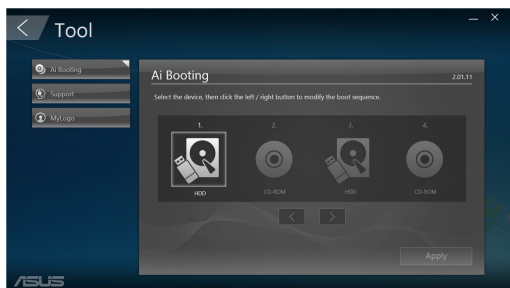 Tool
Ai Booting
Support
MyLogo
Ai Booting
2.01.11
Select the device, then click the left / right button to modify the boot sequence.
1. 2. 3. 4.
HDD CD-ROM HDD CD-ROM
Apply
ASUS